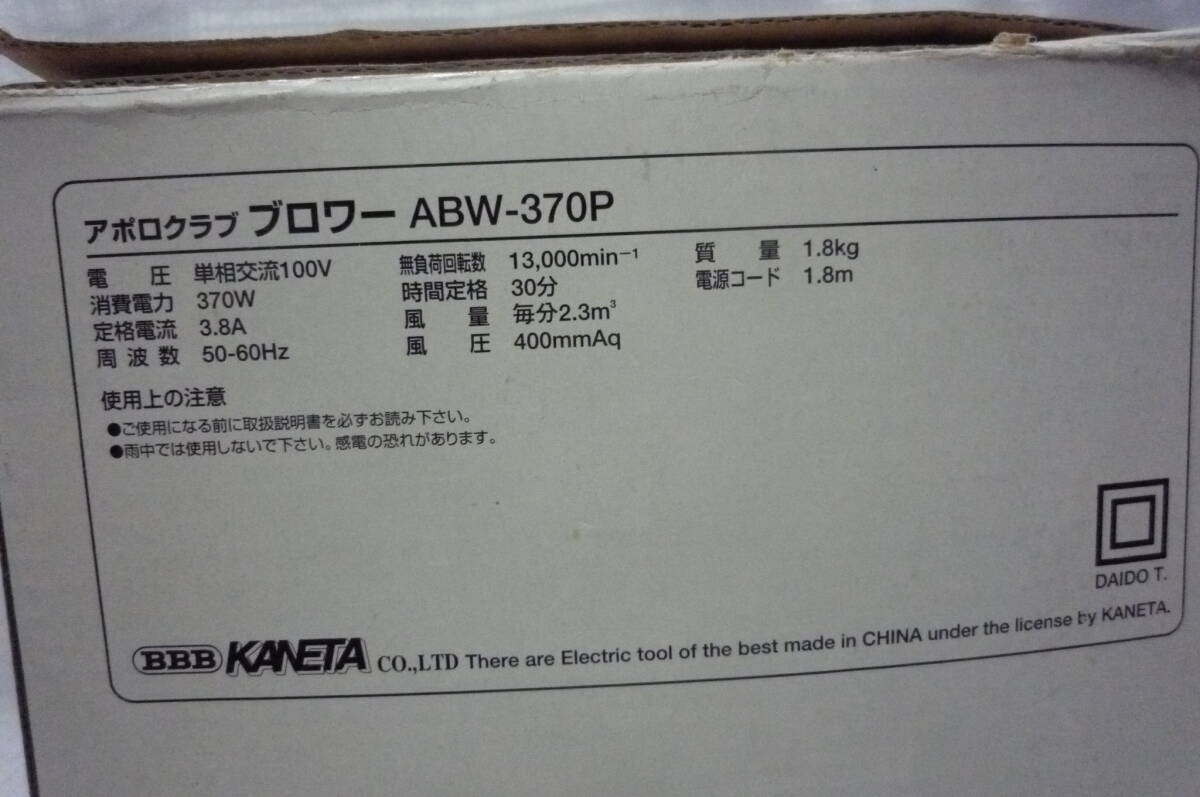 アポロクラブ ブロワー ABW-370P
電圧 単相交流100V
消費電力 370W
定格電流 3.8A
周波数 50-60Hz
無負荷回転数 13,000min⁻¹
時間定格 30分
風量 毎分2.3m³
風圧 400mmAq
質量 1.8kg
電源コード 1.8m
使用上の注意
●ご使用になる前に取扱説明書を必ずお読み下さい。
●雨中では使用しないで下さい。感電の恐れがあります。
DAIDO T.
BBB KANETA CO.,LTD There are Electric tool of the best made in CHINA under the license by KANETA.